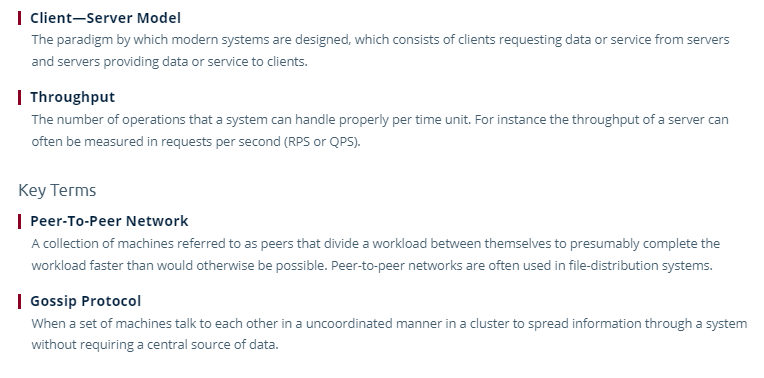 Client—Server Model
The paradigm by which modern systems are designed, which consists of clients requesting data or service from servers
and servers providing data or service to clients.
Throughput
The number of operations that a system can handle properly per time unit. For instance the throughput of a server can
often be measured in requests per second (RPS or QPS).
Key Terms
Peer-To-Peer Network
A collection of machines referred to as peers that divide a workload between themselves to presumably complete the
workload faster than would otherwise be possible. Peer-to-peer networks are often used in file-distribution systems.
Gossip Protocol
When a set of machines talk to each other in a uncoordinated manner in a cluster to spread information through a system
without requiring a central source of data.